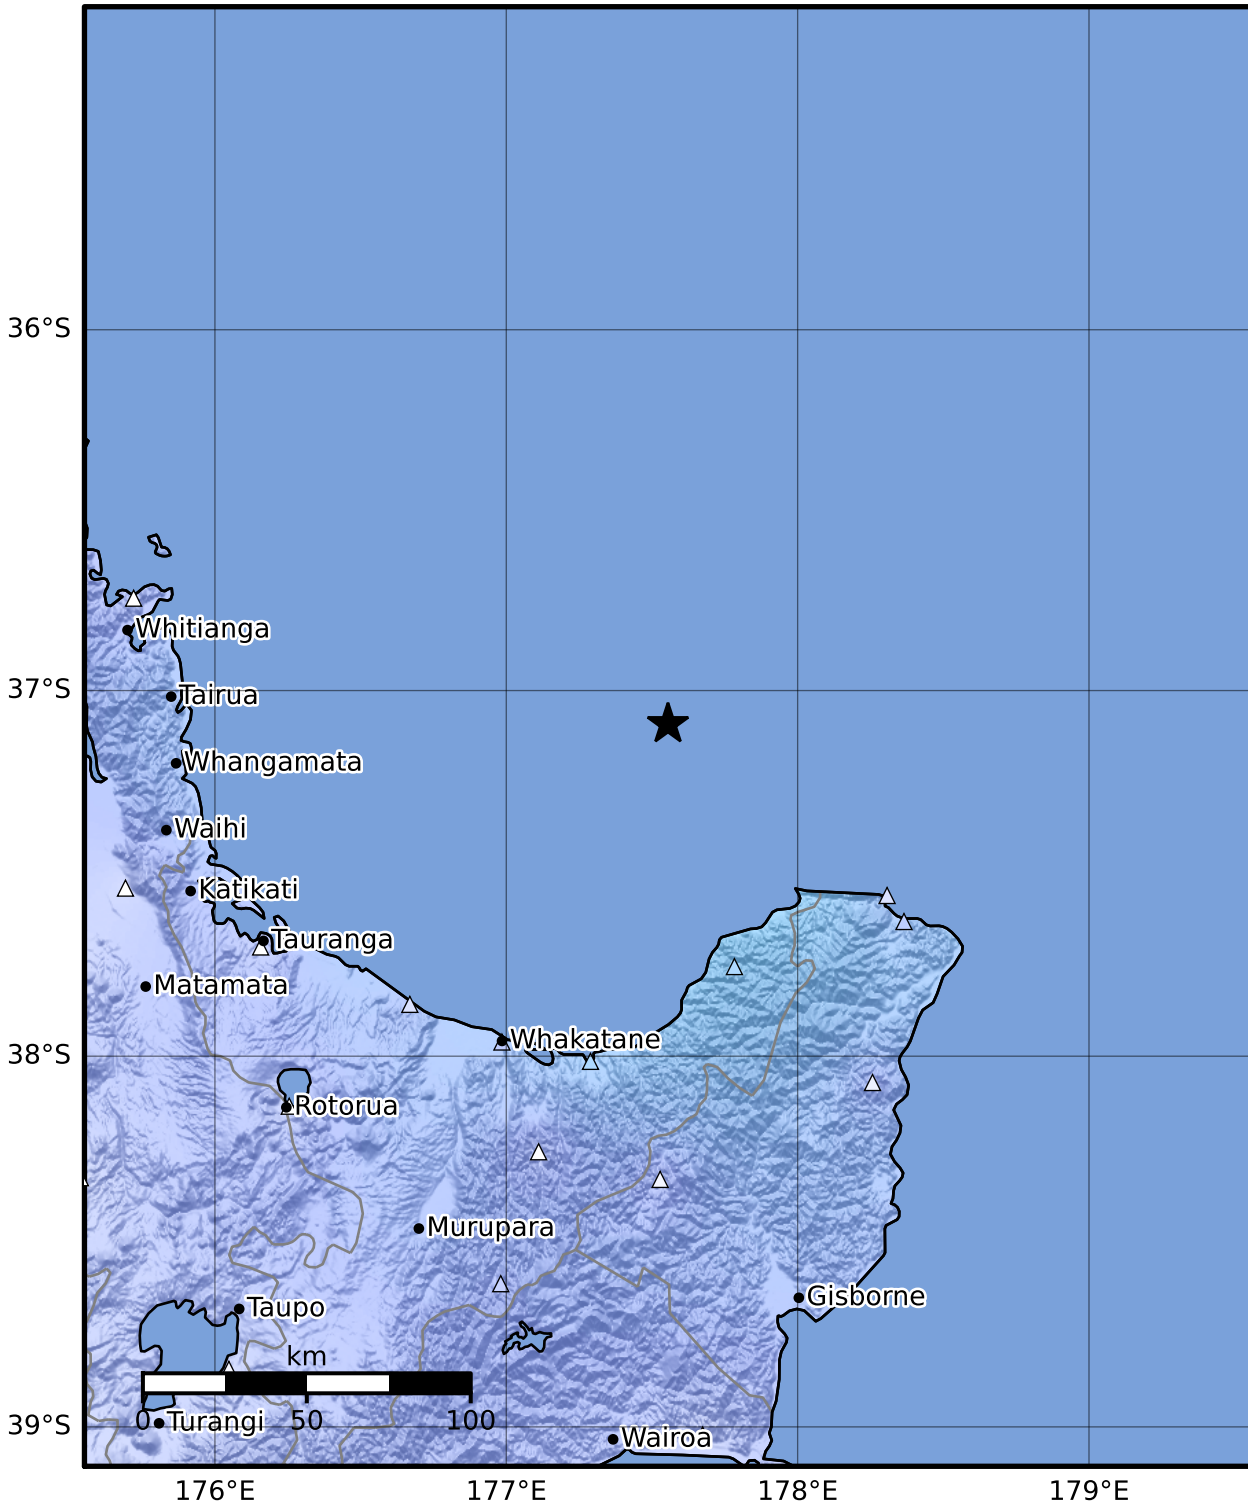 36°S
Whitianga
37°S
Tairua
Whangamata
Waihi
Katikati
Tauranga
Matamata
Whakatane
38°S
Rotorua
Murupara
Gisborne
Taupo
km
0 50 100
Turangi
39°S
Wairoa
176°E 177°E 178°E 179°E